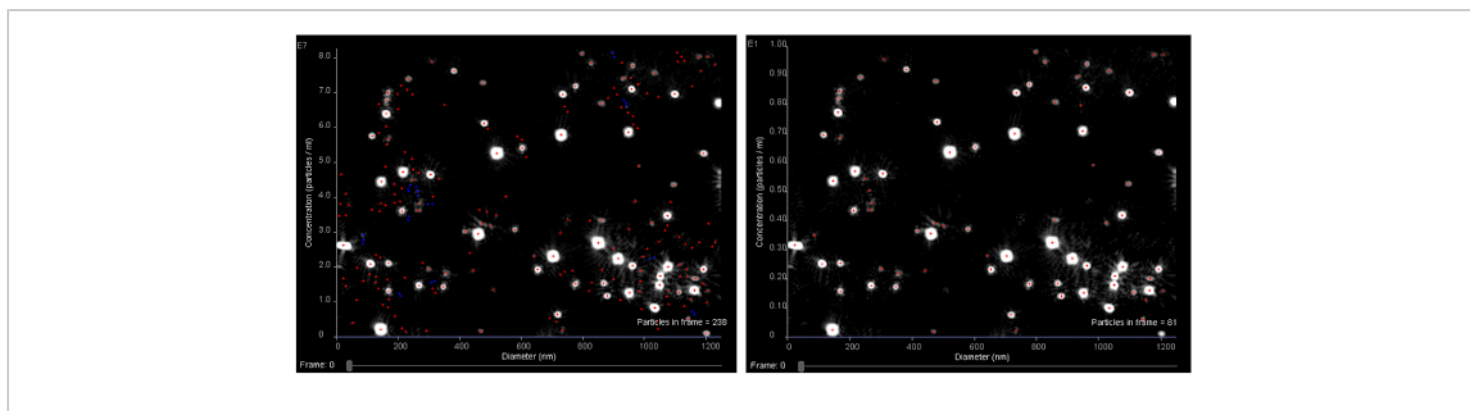 E7
8.0
7.0
6.0
5.0
4.0
3.0
2.0
1.0
0
Concentration (particles / ml)
Particles in frame = 238
0 200 400 600 800 1000 1200
Diameter (nm)
Frame: 0
E1
1.00
0.90
0.80
0.70
0.60
0.50
0.40
0.30
0.20
0.10
0
Concentration (particles / ml)
Particles in frame = 81
0 200 400 600 800 1000 1200
Diameter (nm)
Frame: 0